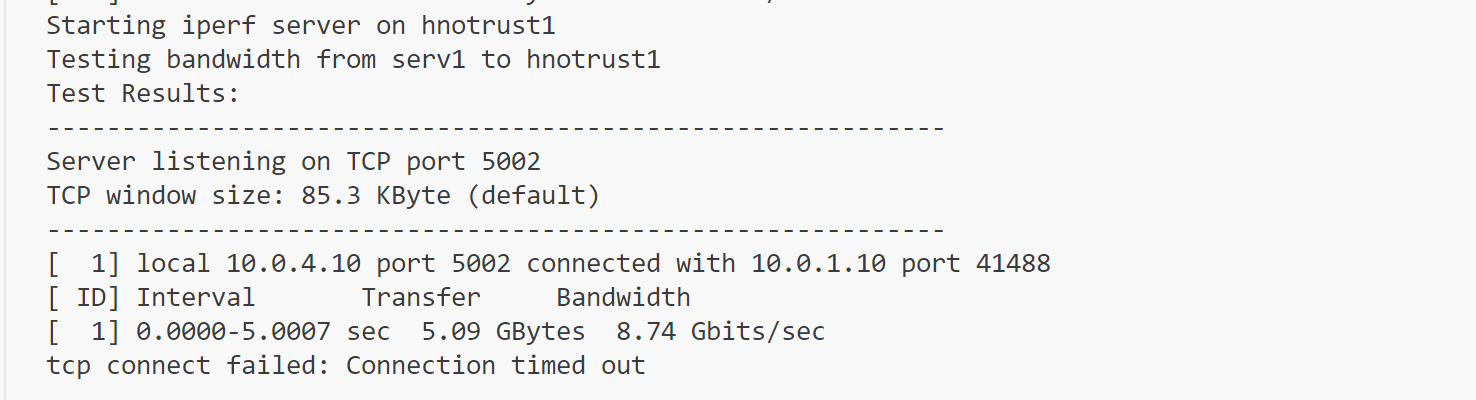 Starting iperf server on hnotrust1
Testing bandwidth from serv1 to hnotrust1
Test Results:
------------------------------------------------------------
Server listening on TCP port 5002
TCP window size: 85.3 KByte (default)
------------------------------------------------------------
[  1] local 10.0.4.10 port 5002 connected with 10.0.1.10 port 41488
[ ID] Interval       Transfer     Bandwidth
[  1] 0.0000-5.0007 sec  5.09 GBytes  8.74 Gbits/sec
tcp connect failed: Connection timed out